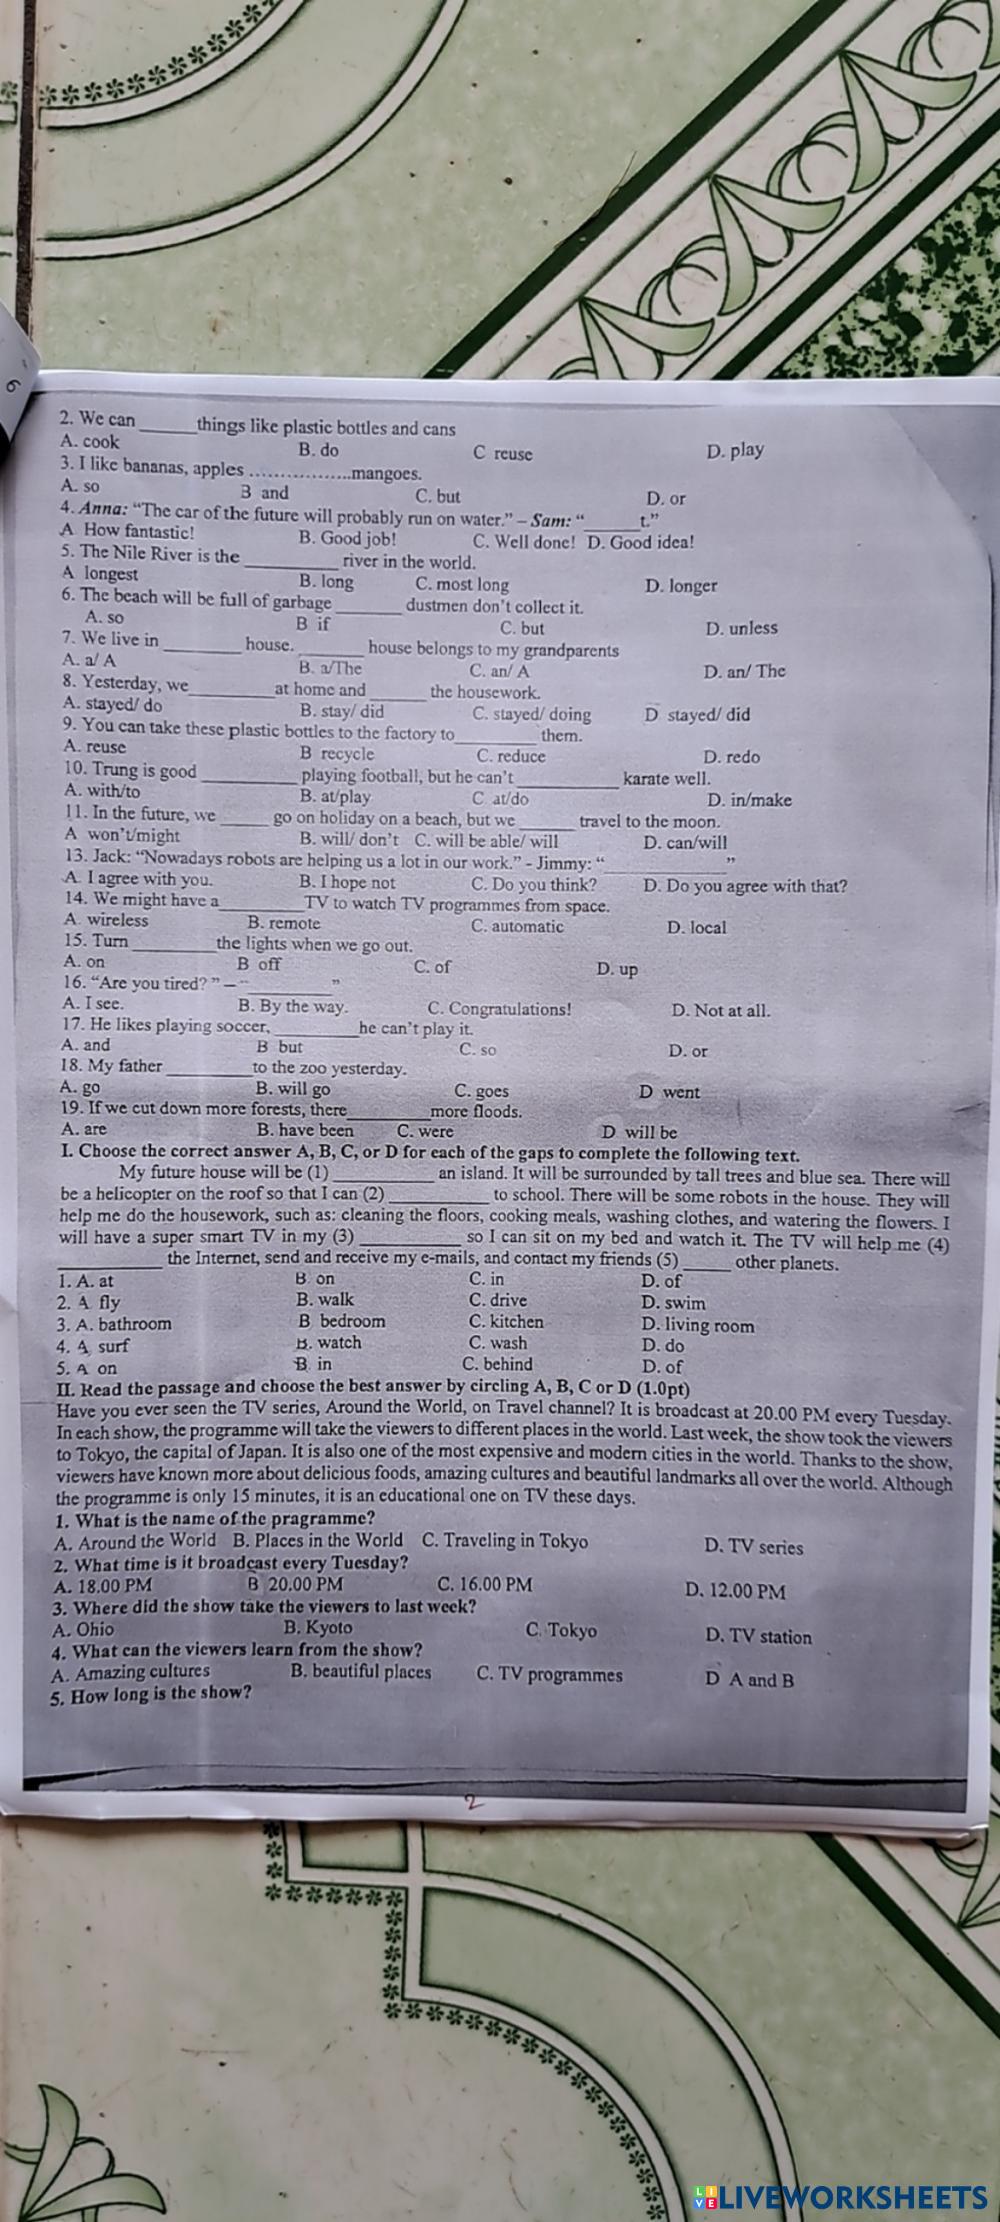 6
2. We can ______ things like plastic bottles and cans
A. cook B. do C reuse D. play
3. I like bananas, apples ..................mangoes.
A. so B and C. but D. or
4. Anna: “The car of the future will probably run on water.” – Sam: “______t.”
A How fantastic! B. Good job! C. Well done! D. Good idea!
5. The Nile River is the __________ river in the world.
A longest B. long C. most long D. longer
6. The beach will be full of garbage _______ dustmen don’t collect it.
A. so B if C. but D. unless
7. We live in ________ house. _______ house belongs to my grandparents
A. a/ A B. a/The C. an/ A D. an/ The
8. Yesterday, we_________ at home and ______ the housework.
A. stayed/ do B. stay/ did C. stayed/ doing D stayed/ did
9. You can take these plastic bottles to the factory to________ them.
A. reuse B recycle C. reduce D. redo
10. Trung is good __________ playing football, but he can’t __________ karate well.
A. with/to B. at/play C at/do D. in/make
11. In the future, we _____ go on holiday on a beach, but we ______ travel to the moon.
A won’t/might B. will/ don’t C. will be able/ will D. can/will
13. Jack: “Nowadays robots are helping us a lot in our work.” - Jimmy: “____________”
A. I agree with you. B. I hope not C. Do you think? D. Do you agree with that?
14. We might have a________ TV to watch TV programmes from space.
A wireless B. remote C. automatic D. local
15. Turn ________ the lights when we go out.
A. on B off C. of D. up
16. “Are you tired? ” – “________”
A. I see. B. By the way. C. Congratulations! D. Not at all.
17. He likes playing soccer, ________ he can’t play it.
A. and B but C. so D. or
18. My father ________ to the zoo yesterday.
A. go B. will go C. goes D went
19. If we cut down more forests, there________ more floods.
A. are B. have been C. were D will be
I. Choose the correct answer A, B, C, or D for each of the gaps to complete the following text.
My future house will be (1) __________ an island. It will be surrounded by tall trees and blue sea. There will
be a helicopter on the roof so that I can (2) __________ to school. There will be some robots in the house. They will
help me do the housework, such as: cleaning the floors, cooking meals, washing clothes, and watering the flowers. I
will have a super smart TV in my (3) __________ so I can sit on my bed and watch it. The TV will help me (4)
__________ the Internet, send and receive my e-mails, and contact my friends (5) _____ other planets.
1. A. at B on C. in D. of
2. A fly B. walk C. drive D. swim
3. A. bathroom B bedroom C. kitchen D. living room
4. A surf B. watch C. wash D. do
5. A on B. in C. behind D. of
II. Read the passage and choose the best answer by circling A, B, C or D (1.0pt)
Have you ever seen the TV series, Around the World, on Travel channel? It is broadcast at 20.00 PM every Tuesday.
In each show, the programme will take the viewers to different places in the world. Last week, the show took the viewers
to Tokyo, the capital of Japan. It is also one of the most expensive and modern cities in the world. Thanks to the show,
viewers have known more about delicious foods, amazing cultures and beautiful landmarks all over the world. Although
the programme is only 15 minutes, it is an educational one on TV these days.
1. What is the name of the pragramme?
A. Around the World B. Places in the World C. Traveling in Tokyo D. TV series
2. What time is it broadcast every Tuesday?
A. 18.00 PM B 20.00 PM C. 16.00 PM D. 12.00 PM
3. Where did the show take the viewers to last week?
A. Ohio B. Kyoto C. Tokyo D. TV station
4. What can the viewers learn from the show?
A. Amazing cultures B. beautiful places C. TV programmes D A and B
5. How long is the show?
2
LIVEWORKSHEETS